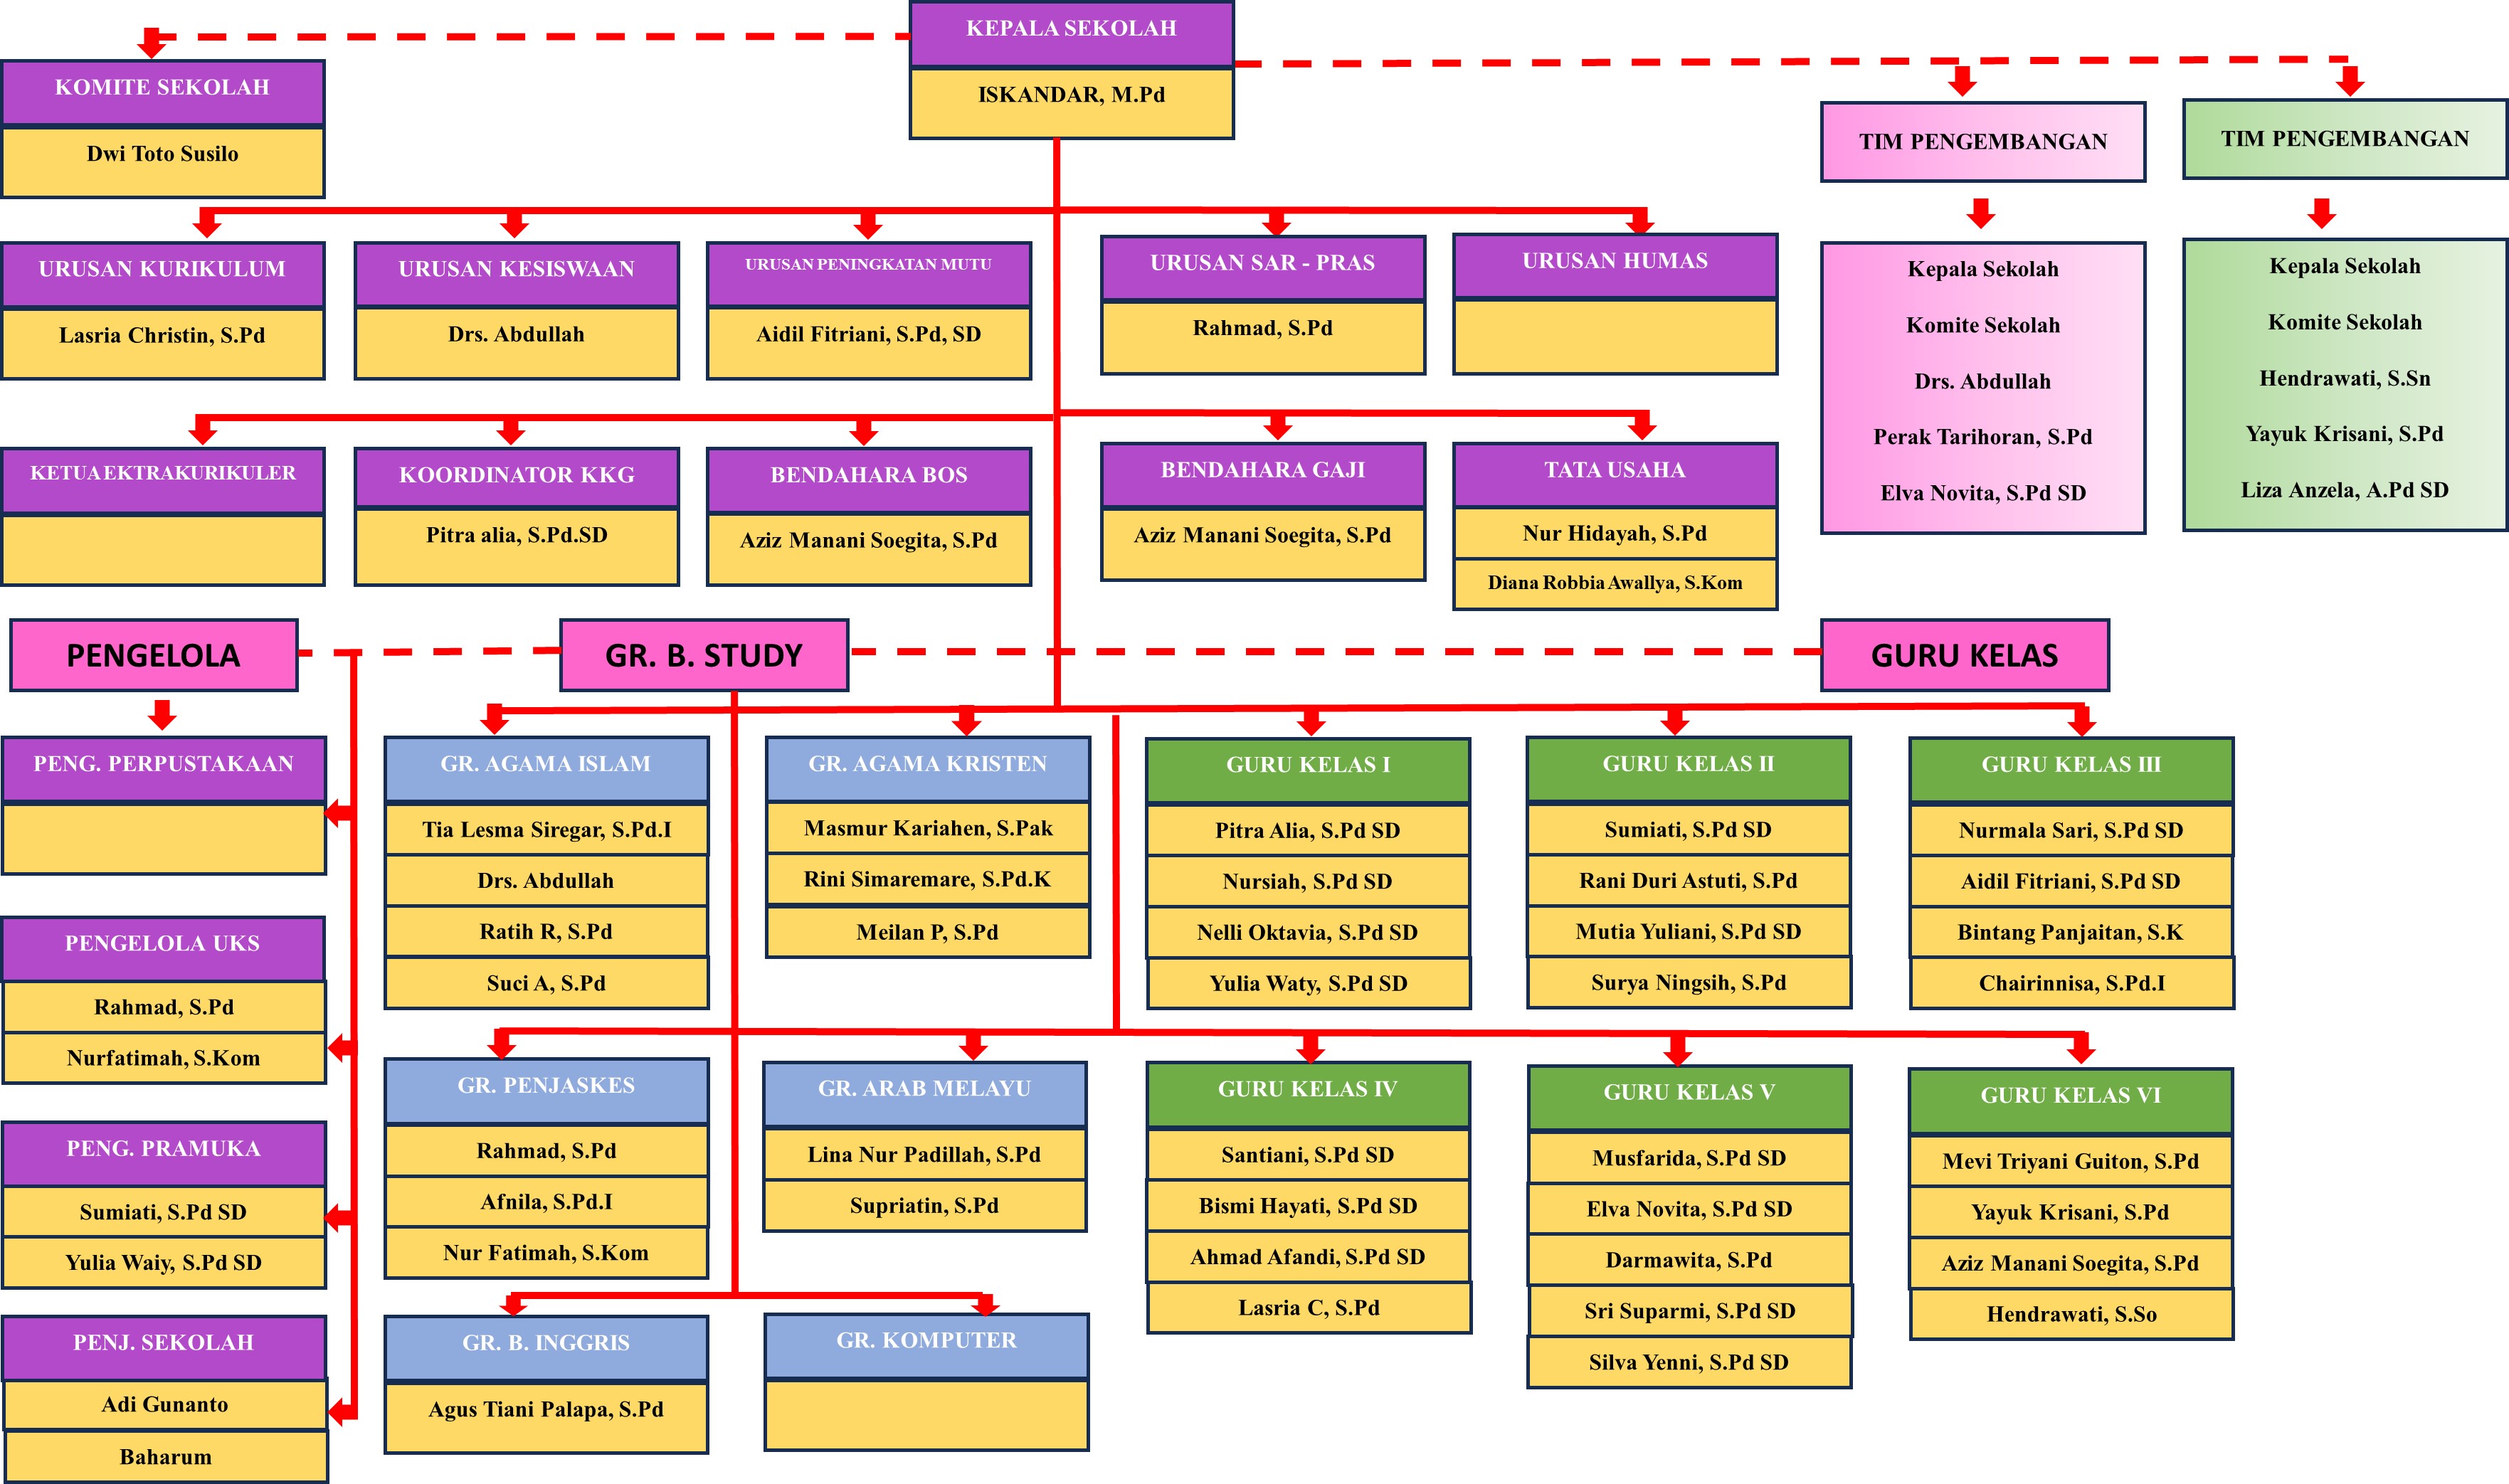 KEPALA SEKOLAH
ISKANDAR, M.Pd
KOMITE SEKOLAH
Dwi Toto Susilo
TIM PENGEMBANGAN
Kepala Sekolah
Komite Sekolah
Drs. Abdullah
Perak Tarihoran, S.Pd
Elva Novita, S.Pd SD
TIM PENGEMBANGAN
Kepala Sekolah
Komite Sekolah
Hendrawati, S.Sn
Yayuk Krisani, S.Pd
Liza Anzela, A.Pd SD
URUSAN KURIKULUM
Lasria Christin, S.Pd
URUSAN KESISWAAN
Drs. Abdullah
URUSAN PENINGKATAN MUTU
Aidil Fitriani, S.Pd, SD
URUSAN SAR - PRAS
Rahmad, S.Pd
URUSAN HUMAS
KETUA EKTRAKURIKULER
KOORDINATOR KKG
Pitra alia, S.Pd.SD
BENDAHARA BOS
Aziz Manani Soegita, S.Pd
BENDAHARA GAJI
Aziz Manani Soegita, S.Pd
TATA USAHA
Nur Hidayah, S.Pd
Diana Robbia Awallya, S.Kom
PENGELOLA
GR. B. STUDY
GURU KELAS
PENG. PERPUSTAKAAN
PENGELOLA UKS
Rahmad, S.Pd
Nurfatimah, S.Kom
PENG. PRAMUKA
Sumiati, S.Pd SD
Yulia Waiy, S.Pd SD
PENJ. SEKOLAH
Adi Gunanto
Baharum
GR. AGAMA ISLAM
Tia Lesma Siregar, S.Pd.I
Drs. Abdullah
Ratih R, S.Pd
Suci A, S.Pd
GR. AGAMA KRISTEN
Masmur Kariahen, S.Pak
Rini Simaremare, S.Pd.K
Meilan P, S.Pd
GURU KELAS I
Pitra Alia, S.Pd SD
Nursiah, S.Pd SD
Nelli Oktavia, S.Pd SD
Yulia Waty, S.Pd SD
GURU KELAS II
Sumiati, S.Pd SD
Rani Duri Astuti, S.Pd
Mutia Yuliani, S.Pd SD
Surya Ningsih, S.Pd
GURU KELAS III
Nurmala Sari, S.Pd SD
Aidil Fitriani, S.Pd SD
Bintang Panjaitan, S.K
Chairinnisa, S.Pd.I
GR. PENJASKES
Rahmad, S.Pd
Afnila, S.Pd.I
Nur Fatimah, S.Kom
GR. ARAB MELAYU
Lina Nur Padillah, S.Pd
Supriatin, S.Pd
GURU KELAS IV
Santiani, S.Pd SD
Bismi Hayati, S.Pd SD
Ahmad Afandi, S.Pd SD
Lasria C, S.Pd
GURU KELAS V
Musfarida, S.Pd SD
Elva Novita, S.Pd SD
Darmawita, S.Pd
Sri Suparmi, S.Pd SD
Silva Yenni, S.Pd SD
GURU KELAS VI
Mevi Triyani Guiton, S.Pd
Yayuk Krisani, S.Pd
Aziz Manani Soegita, S.Pd
Hendrawati, S.So
GR. B. INGGRIS
Agus Tiani Palapa, S.Pd
GR. KOMPUTER